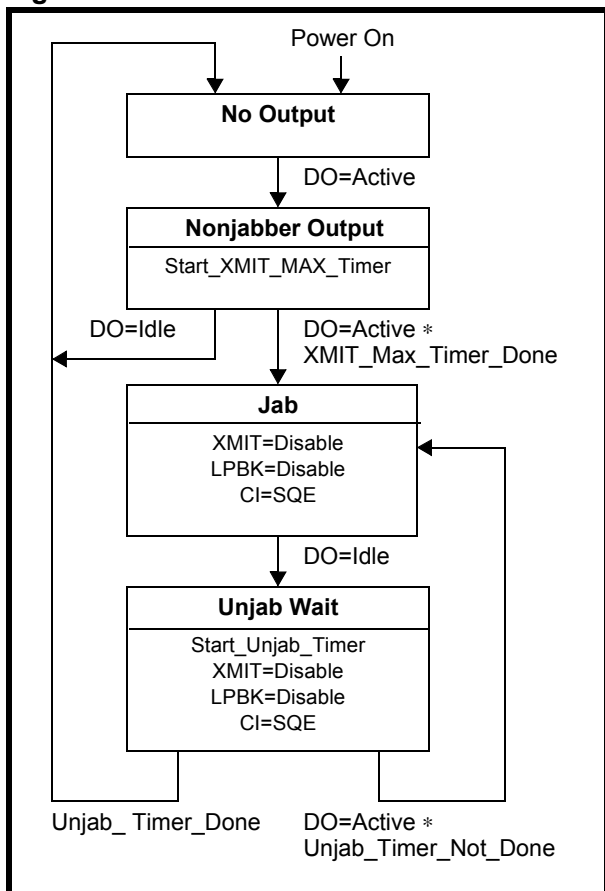 Power On
No Output
DO=Active
Nonjabber Output
Start_XMIT_MAX_Timer
DO=Idle
DO=Active *
XMIT_Max_Timer_Done
Jab
XMIT=Disable
LPBK=Disable
CI=SQE
DO=Idle
Unjab Wait
Start_Unjab_Timer
XMIT=Disable
LPBK=Disable
CI=SQE
Unjab_ Timer_Done
DO=Active *
Unjab_Timer_Not_Done